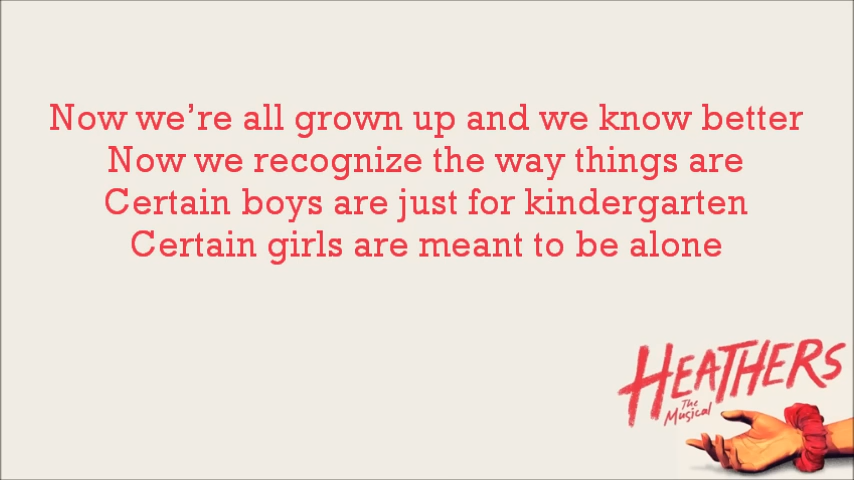 Now we're all grown up and we know better
Now we recognize the way things are
Certain boys are just for kindergarten
Certain girls are meant to be alone
HEATHERS
The
Musical